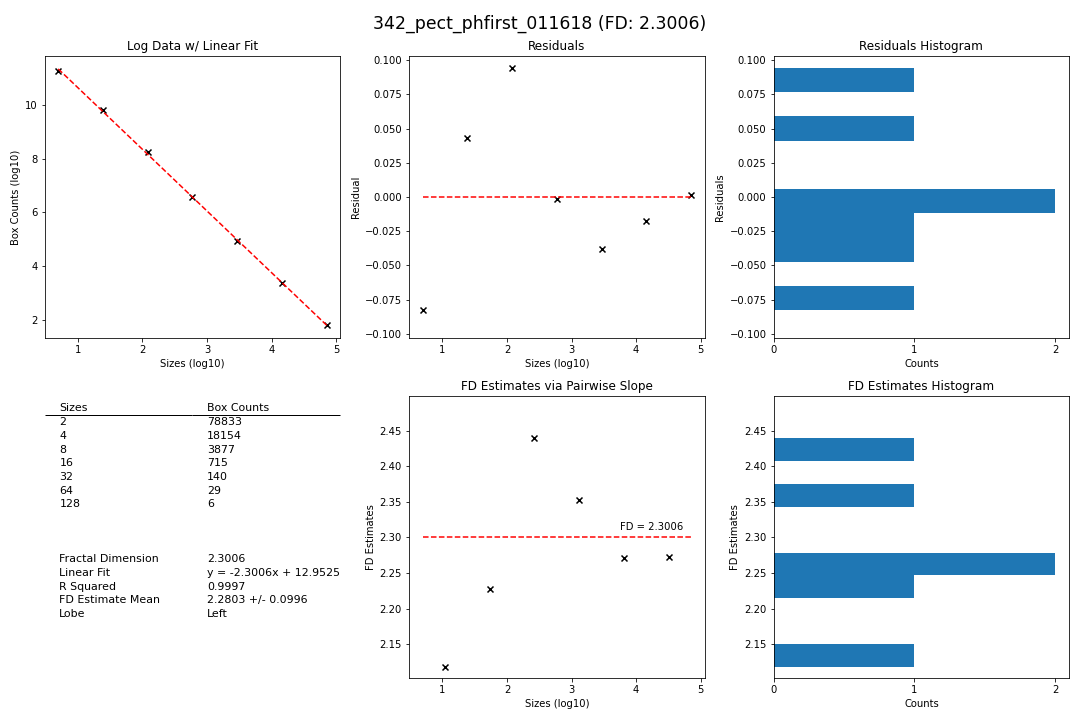 342_pect_phfirst_011618 (FD: 2.3006)
Log Data w/ Linear Fit
Box Counts (log10)
10
8
6
4
2
1 2 3 4 5
Sizes (log10)
Residuals
Residual
0.100
0.075
0.050
0.025
0.000
−0.025
−0.050
−0.075
−0.100
1 2 3 4 5
Sizes (log10)
Residuals Histogram
Residuals
0.100
0.075
0.050
0.025
0.000
−0.025
−0.050
−0.075
−0.100
0 1 2
Counts
Sizes Box Counts
2 78833
4 18154
8 3877
16 715
32 140
64 29
128 6
Fractal Dimension 2.3006
Linear Fit y = -2.3006x + 12.9525
R Squared 0.9997
FD Estimate Mean 2.2803 +/- 0.0996
Lobe Left
FD Estimates via Pairwise Slope
FD Estimates
2.45
2.40
2.35
2.30
2.25
2.20
2.15
FD = 2.3006
1 2 3 4 5
Sizes (log10)
FD Estimates Histogram
FD Estimates
2.45
2.40
2.35
2.30
2.25
2.20
2.15
0 1 2
Counts